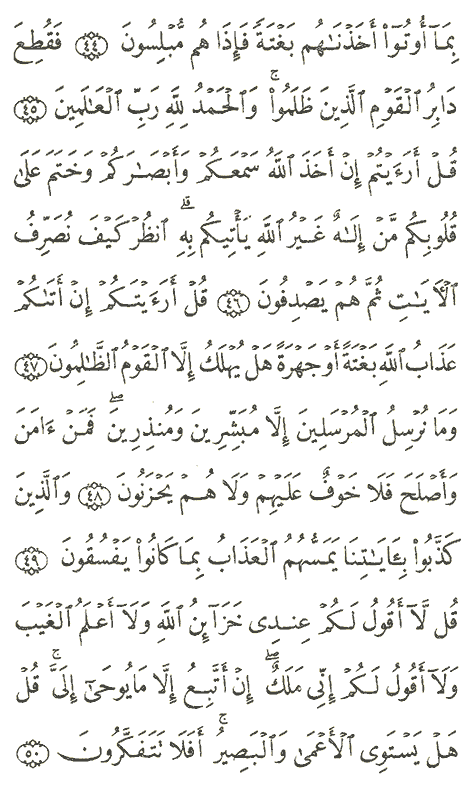 بِمَآ أُوتُوٓا۟ أَخَذْنَـٰهُم بَغْتَةً فَإِذَا هُم مُّبْلِسُونَ ﴿٤٤﴾ فَقُطِعَ
دَابِرُ ٱلْقَوْمِ ٱلَّذِينَ ظَلَمُوا۟ ۚ وَٱلْحَمْدُ لِلَّهِ رَبِّ ٱلْعَـٰلَمِينَ ﴿٤٥﴾
قُلْ أَرَءَيْتُمْ إِنْ أَخَذَ ٱللَّهُ سَمْعَكُمْ وَأَبْصَـٰرَكُمْ وَخَتَمَ عَلَىٰ
قُلُوبِكُم مَّنْ إِلَـٰهٌ غَيْرُ ٱللَّهِ يَأْتِيكُم بِهِ ۗ ٱنظُرْ كَيْفَ نُصَرِّفُ
ٱلْـَٔايَـٰتِ ثُمَّ هُمْ يَصْدِفُونَ ﴿٤٦﴾ قُلْ أَرَءَيْتَكُمْ إِنْ أَتَىٰكُمْ
عَذَابُ ٱللَّهِ بَغْتَةً أَوْ جَهْرَةً هَلْ يُهْلَكُ إِلَّا ٱلْقَوْمُ ٱلظَّـٰلِمُونَ ﴿٤٧﴾
وَمَا نُرْسِلُ ٱلْمُرْسَلِينَ إِلَّا مُبَشِّرِينَ وَمُنذِرِينَ ۖ فَمَنْ ءَامَنَ
وَأَصْلَحَ فَلَا خَوْفٌ عَلَيْهِمْ وَلَا هُمْ يَحْزَنُونَ ﴿٤٨﴾ وَٱلَّذِينَ
كَذَّبُوا۟ بِـَٔايَـٰتِنَا يَمَسُّهُمُ ٱلْعَذَابُ بِمَا كَانُوا۟ يَفْسُقُونَ ﴿٤٩﴾
قُل لَّآ أَقُولُ لَكُمْ عِندِى خَزَآئِنُ ٱللَّهِ وَلَآ أَعْلَمُ ٱلْغَيْبَ
وَلَآ أَقُولُ لَكُمْ إِنِّى مَلَكٌ ۖ إِنْ أَتَّبِعُ إِلَّا مَا يُوحَىٰٓ إِلَىَّ ۚ قُلْ
هَلْ يَسْتَوِى ٱلْأَعْمَىٰ وَٱلْبَصِيرُ ۚ أَفَلَا تَتَفَكَّرُونَ ﴿٥٠﴾